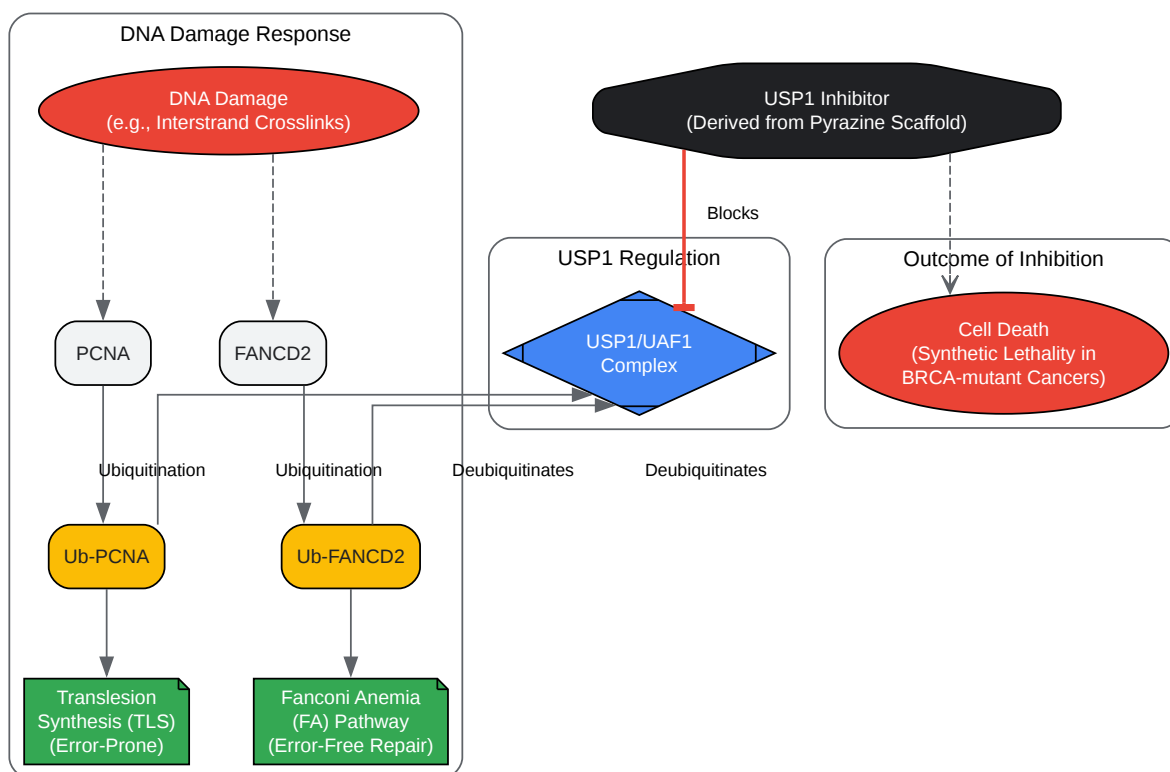 DNA Damage Response
DNA Damage
(e.g., Interstrand Crosslinks)
USP1 Inhibitor
(Derived from Pyrazine Scaffold)
Blocks
USP1 Regulation
Outcome of Inhibition
PCNA
FANCD2
USP1/UAF1
Complex
Cell Death
(Synthetic Lethality in
BRCA-mutant Cancers)
Ubiquitination
Ubiquitination
Deubiquitinates
Deubiquitinates
Ub-PCNA
Ub-FANCD2
Translesion
Synthesis (TLS)
(Error-Prone)
Fanconi Anemia
(FA) Pathway
(Error-Free Repair)